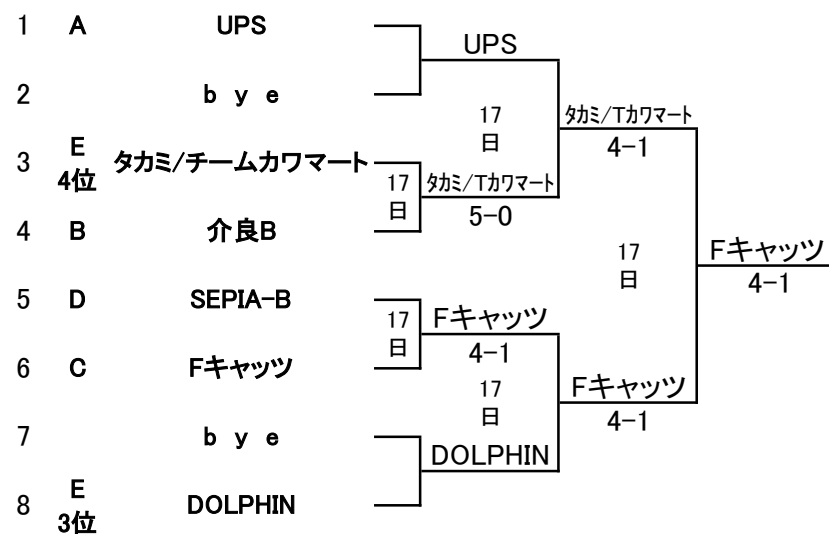 1 A UPS
UPS
2 bye
17
日
タカミ/Tカワマート
4-1
3 E
4位 タカミ/チームカワマート
17
日
タカミ/Tカワマート
5-0
4 B 介良B
17
日
Fキャッツ
4-1
5 D SEPIA-B
17
日
Fキャッツ
4-1
6 C Fキャッツ
17
日
Fキャッツ
4-1
7 bye
DOLPHIN
8 E
3位 DOLPHIN